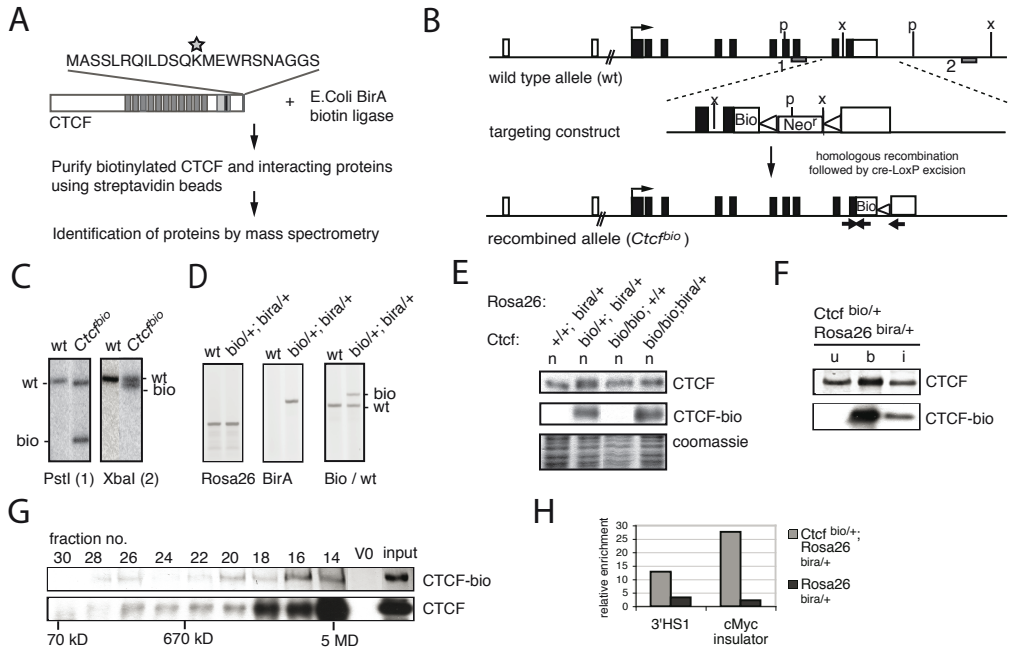 A
MASSLRQILDSQKMEWRSNAGGS
CTCF
+ E.Coli BirA
biotin ligase
Purify biotinylated CTCF and interacting proteins
using streptavidin beads
Identification of proteins by mass spectrometry
B
p x p x
1 2
wild type allele (wt)
x p x
Bio Neoʳ
targeting construct
homologous recombination
followed by cre-LoxP excision
Bio
recombined allele (Ctcfᵇⁱᵒ )
C
wt Ctcfᵇⁱᵒ wt Ctcfᵇⁱᵒ
wt - - wt
- bio
bio -
PstI (1) XbaI (2)
D
wt bio/+; bira/+ wt bio/+; bira/+ wt bio/+; bira/+
- bio
- wt
Rosa26 BirA Bio / wt
E
Rosa26:
Ctcf:
+/+; bira/+ bio/+; bira/+ bio/bio; +/+ bio/bio;bira/+
n n n n
CTCF
CTCF-bio
coomassie
F
Ctcf bio/+
Rosa26 bira/+
u b i
CTCF
CTCF-bio
G
fraction no.
30 28 26 24 22 20 18 16 14 V0 input
CTCF-bio
CTCF
70 kD 670 kD 5 MD
H
relative enrichment
30
25
20
15
10
5
0
3'HS1 cMyc
insulator
Ctcf bio/+;
Rosa26
bira/+
Rosa26
bira/+